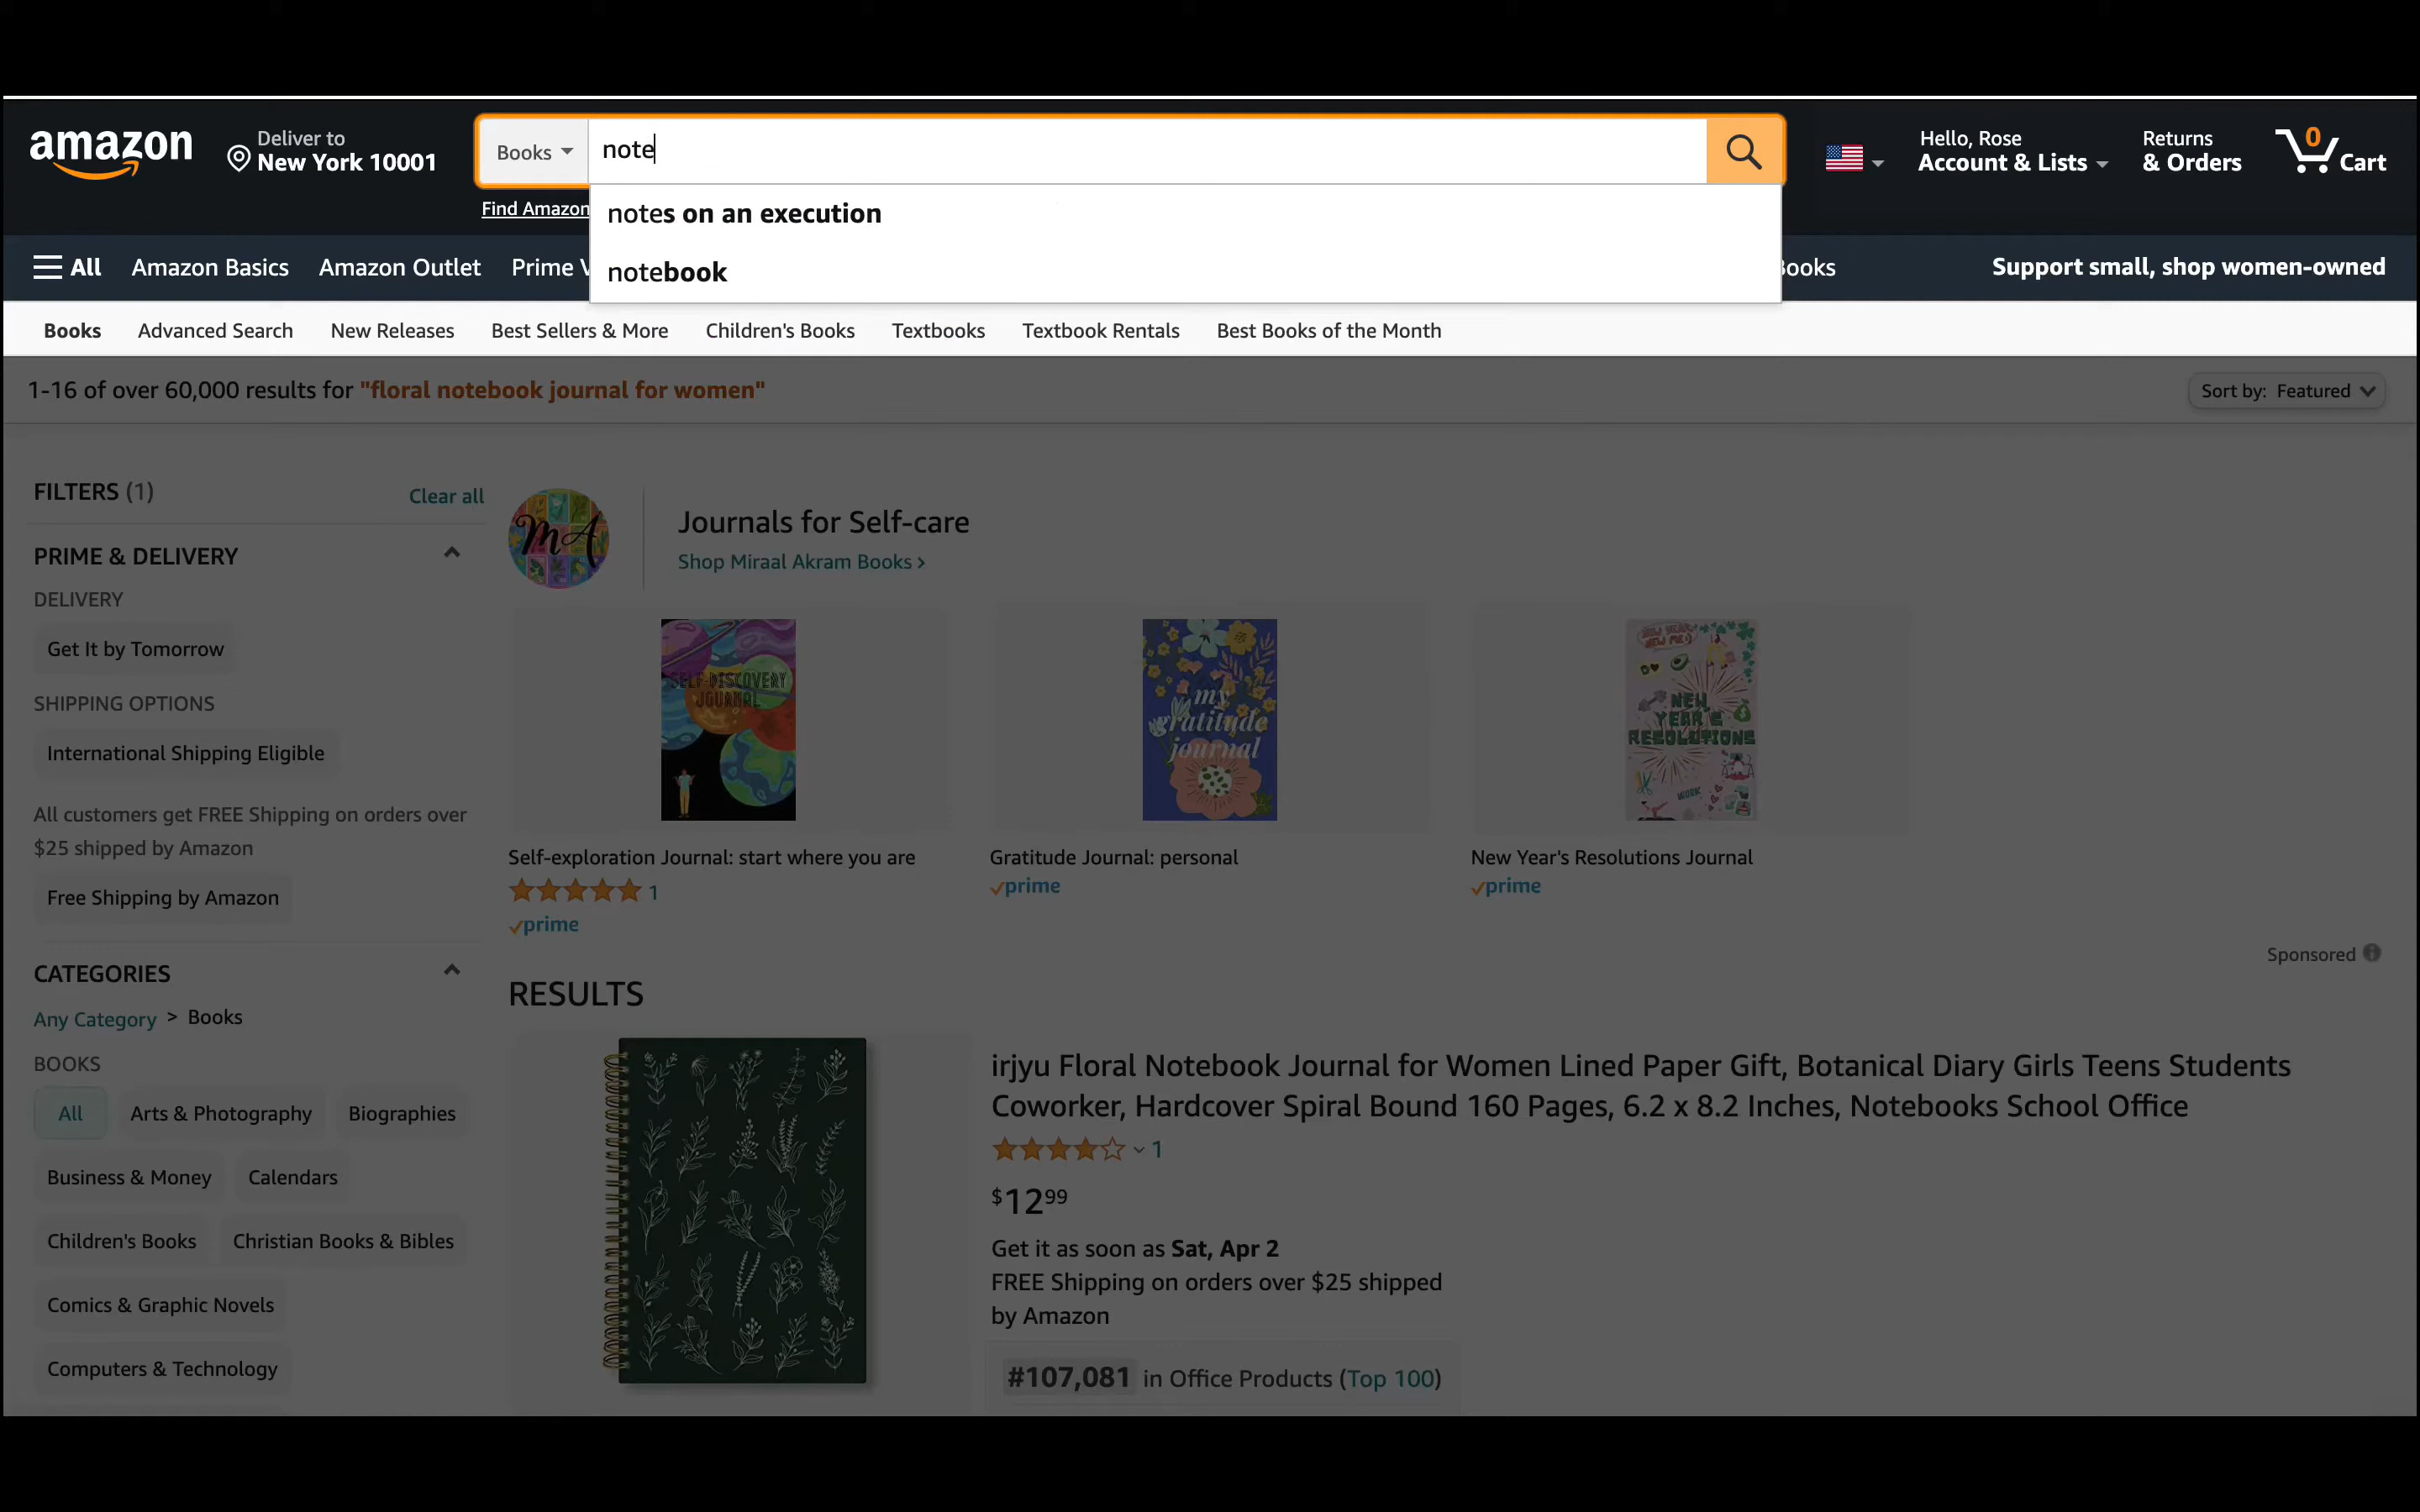 amazon
Deliver to
New York 10001
Books
note
Hello, Rose
Account & Lists
Returns
& Orders
0
Cart
Find Amazon
notes on an execution
notebook
All
Amazon Basics
Amazon Outlet
Prime V
Books
Support small, shop women-owned
Books
Advanced Search
New Releases
Best Sellers & More
Children's Books
Textbooks
Textbook Rentals
Best Books of the Month
1-16 of over 60,000 results for "floral notebook journal for women"
Sort by: Featured
FILTERS (1)
Clear all
PRIME & DELIVERY
DELIVERY
Get It by Tomorrow
SHIPPING OPTIONS
International Shipping Eligible
All customers get FREE Shipping on orders over
$25 shipped by Amazon
Free Shipping by Amazon
CATEGORIES
Any Category > Books
BOOKS
All
Arts & Photography
Biographies
Business & Money
Calendars
Children's Books
Christian Books & Bibles
Comics & Graphic Novels
Computers & Technology
MA
Journals for Self-care
Shop Miraal Akram Books >
SELF-DISCOVERY
JOURNAL
my
gratitude
journal
NEW YEAR
NEW ME
NEW
YEAR'S
RESOLUTIONS
WORK
Self-exploration Journal: start where you are
1
prime
Gratitude Journal: personal
prime
New Year's Resolutions Journal
prime
Sponsored
RESULTS
irjyu Floral Notebook Journal for Women Lined Paper Gift, Botanical Diary Girls Teens Students
Coworker, Hardcover Spiral Bound 160 Pages, 6.2 x 8.2 Inches, Notebooks School Office
1
$12 99
Get it as soon as Sat, Apr 2
FREE Shipping on orders over $25 shipped
by Amazon
#107,081 in Office Products (Top 100)